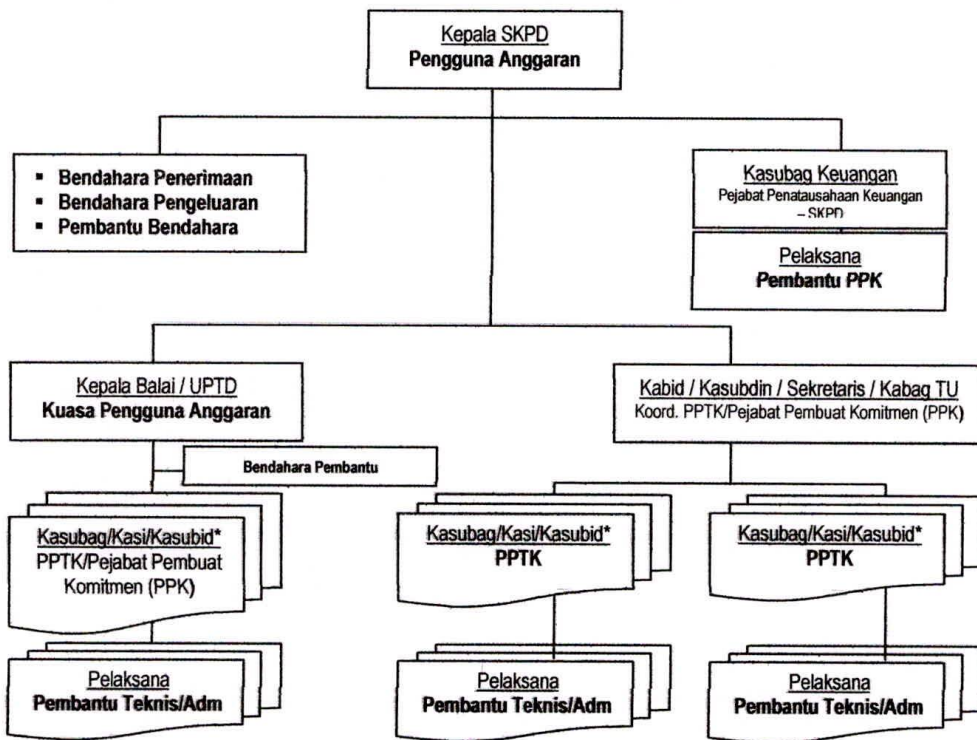 Kepala SKPD
Pengguna Anggaran
▪ Bendahara Penerimaan
▪ Bendahara Pengeluaran
▪ Pembantu Bendahara
Kasubag Keuangan
Pejabat Penatausahaan Keuangan
– SKPD
Pelaksana
Pembantu PPK
Kepala Balai / UPTD
Kuasa Pengguna Anggaran
Kabid / Kasubdin / Sekretaris / Kabag TU
Koord. PPTK/Pejabat Pembuat Komitmen (PPK)
Bendahara Pembantu
Kasubag/Kasi/Kasubid*
PPTK/Pejabat Pembuat
Komitmen (PPK)
Kasubag/Kasi/Kasubid*
PPTK
Kasubag/Kasi/Kasubid*
PPTK
Pelaksana
Pembantu Teknis/Adm
Pelaksana
Pembantu Teknis/Adm
Pelaksana
Pembantu Teknis/Adm